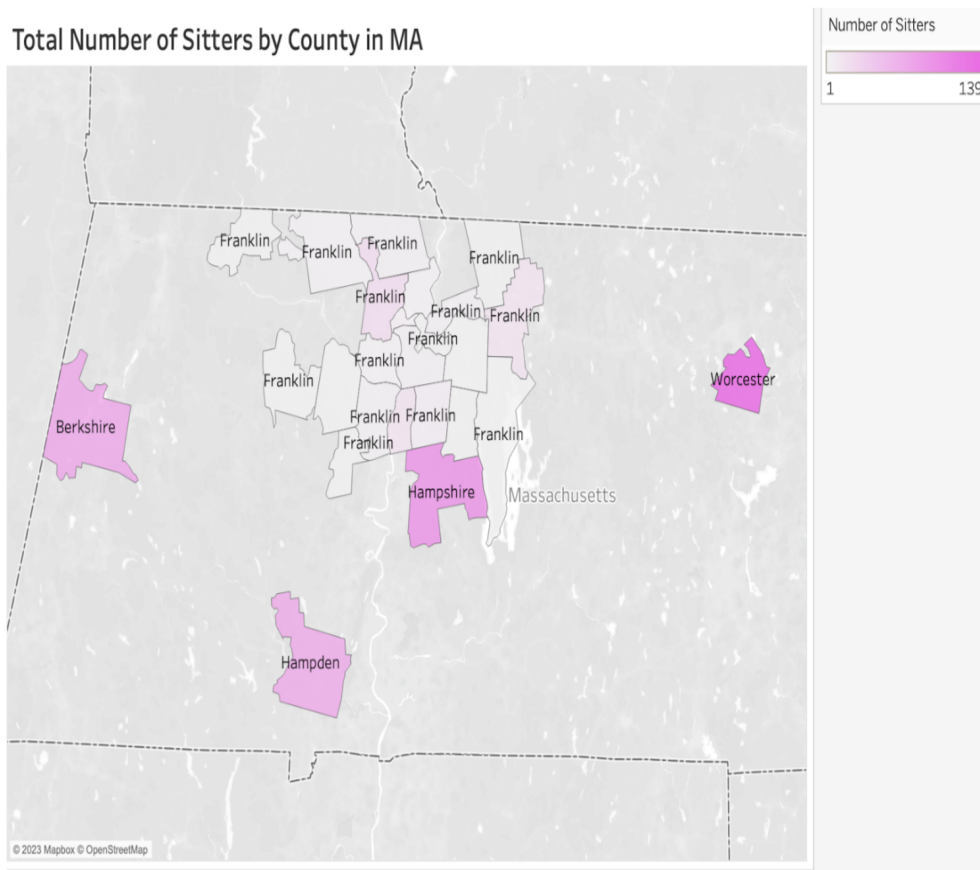 Total Number of Sitters by County in MA
Number of Sitters
1 139
Franklin
Franklin
Franklin
Franklin
Franklin
Franklin
Franklin
Franklin
Franklin
Franklin
Worcester
Berkshire
Franklin
Franklin
Franklin
Franklin
Hampshire
Massachusetts
Hampden
© 2023 Mapbox © OpenStreetMap